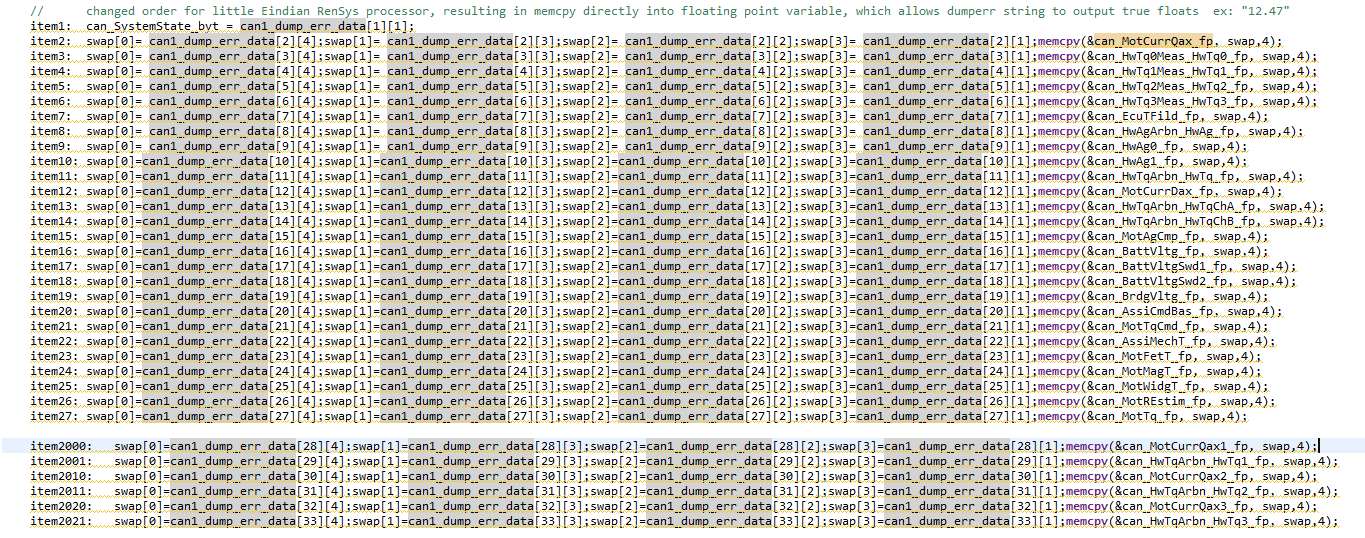 //      changed order for little Eindian RenSys processor, resulting in memcpy directly into floating point variable, which allows dumperr string to output true floats  ex: "12.47"
item1:  can_SystemState_byt = can1_dump_err_data[1][1];
item2:  swap[0]= can1_dump_err_data[2][4];swap[1]= can1_dump_err_data[2][3];swap[2]= can1_dump_err_data[2][2];swap[3]= can1_dump_err_data[2][1];memcpy(&can_MotCurrQax_fp, swap,4);
item3:  swap[0]= can1_dump_err_data[3][4];swap[1]= can1_dump_err_data[3][3];swap[2]= can1_dump_err_data[3][2];swap[3]= can1_dump_err_data[3][1];memcpy(&can_HwTq0Meas_HwTq0_fp, swap,4);
item4:  swap[0]= can1_dump_err_data[4][4];swap[1]= can1_dump_err_data[4][3];swap[2]= can1_dump_err_data[4][2];swap[3]= can1_dump_err_data[4][1];memcpy(&can_HwTq1Meas_HwTq1_fp, swap,4);
item5:  swap[0]= can1_dump_err_data[5][4];swap[1]= can1_dump_err_data[5][3];swap[2]= can1_dump_err_data[5][2];swap[3]= can1_dump_err_data[5][1];memcpy(&can_HwTq2Meas_HwTq2_fp, swap,4);
item6:  swap[0]= can1_dump_err_data[6][4];swap[1]= can1_dump_err_data[6][3];swap[2]= can1_dump_err_data[6][2];swap[3]= can1_dump_err_data[6][1];memcpy(&can_HwTq3Meas_HwTq3_fp, swap,4);
item7:  swap[0]= can1_dump_err_data[7][4];swap[1]= can1_dump_err_data[7][3];swap[2]= can1_dump_err_data[7][2];swap[3]= can1_dump_err_data[7][1];memcpy(&can_EcuTFild_fp, swap,4);
item8:  swap[0]= can1_dump_err_data[8][4];swap[1]= can1_dump_err_data[8][3];swap[2]= can1_dump_err_data[8][2];swap[3]= can1_dump_err_data[8][1];memcpy(&can_HwAgArbn_HwAg_fp, swap,4);
item9:  swap[0]= can1_dump_err_data[9][4];swap[1]= can1_dump_err_data[9][3];swap[2]= can1_dump_err_data[9][2];swap[3]= can1_dump_err_data[9][1];memcpy(&can_HwAg0_fp, swap,4);
item10: swap[0]=can1_dump_err_data[10][4];swap[1]=can1_dump_err_data[10][3];swap[2]=can1_dump_err_data[10][2];swap[3]=can1_dump_err_data[10][1];memcpy(&can_HwAg1_fp, swap,4);
item11: swap[0]=can1_dump_err_data[11][4];swap[1]=can1_dump_err_data[11][3];swap[2]=can1_dump_err_data[11][2];swap[3]=can1_dump_err_data[11][1];memcpy(&can_HwTqArbn_HwTq_fp, swap,4);
item12: swap[0]=can1_dump_err_data[12][4];swap[1]=can1_dump_err_data[12][3];swap[2]=can1_dump_err_data[12][2];swap[3]=can1_dump_err_data[12][1];memcpy(&can_MotCurrDax_fp, swap,4);
item13: swap[0]=can1_dump_err_data[13][4];swap[1]=can1_dump_err_data[13][3];swap[2]=can1_dump_err_data[13][2];swap[3]=can1_dump_err_data[13][1];memcpy(&can_HwTqArbn_HwTqChA_fp, swap,4);
item14: swap[0]=can1_dump_err_data[14][4];swap[1]=can1_dump_err_data[14][3];swap[2]=can1_dump_err_data[14][2];swap[3]=can1_dump_err_data[14][1];memcpy(&can_HwTqArbn_HwTqChB_fp, swap,4);
item15: swap[0]=can1_dump_err_data[15][4];swap[1]=can1_dump_err_data[15][3];swap[2]=can1_dump_err_data[15][2];swap[3]=can1_dump_err_data[15][1];memcpy(&can_MotAgCmp_fp, swap,4);
item16: swap[0]=can1_dump_err_data[16][4];swap[1]=can1_dump_err_data[16][3];swap[2]=can1_dump_err_data[16][2];swap[3]=can1_dump_err_data[16][1];memcpy(&can_BattVltg_fp, swap,4);
item17: swap[0]=can1_dump_err_data[17][4];swap[1]=can1_dump_err_data[17][3];swap[2]=can1_dump_err_data[17][2];swap[3]=can1_dump_err_data[17][1];memcpy(&can_BattVltgSwd1_fp, swap,4);
item18: swap[0]=can1_dump_err_data[18][4];swap[1]=can1_dump_err_data[18][3];swap[2]=can1_dump_err_data[18][2];swap[3]=can1_dump_err_data[18][1];memcpy(&can_BattVltgSwd2_fp, swap,4);
item19: swap[0]=can1_dump_err_data[19][4];swap[1]=can1_dump_err_data[19][3];swap[2]=can1_dump_err_data[19][2];swap[3]=can1_dump_err_data[19][1];memcpy(&can_BrdgVltg_fp, swap,4);
item20: swap[0]=can1_dump_err_data[20][4];swap[1]=can1_dump_err_data[20][3];swap[2]=can1_dump_err_data[20][2];swap[3]=can1_dump_err_data[20][1];memcpy(&can_AssiCmdBas_fp, swap,4);
item21: swap[0]=can1_dump_err_data[21][4];swap[1]=can1_dump_err_data[21][3];swap[2]=can1_dump_err_data[21][2];swap[3]=can1_dump_err_data[21][1];memcpy(&can_MotTqCmd_fp, swap,4);
item22: swap[0]=can1_dump_err_data[22][4];swap[1]=can1_dump_err_data[22][3];swap[2]=can1_dump_err_data[22][2];swap[3]=can1_dump_err_data[22][1];memcpy(&can_AssiMechT_fp, swap,4);
item23: swap[0]=can1_dump_err_data[23][4];swap[1]=can1_dump_err_data[23][3];swap[2]=can1_dump_err_data[23][2];swap[3]=can1_dump_err_data[23][1];memcpy(&can_MotFetT_fp, swap,4);
item24: swap[0]=can1_dump_err_data[24][4];swap[1]=can1_dump_err_data[24][3];swap[2]=can1_dump_err_data[24][2];swap[3]=can1_dump_err_data[24][1];memcpy(&can_MotMagT_fp, swap,4);
item25: swap[0]=can1_dump_err_data[25][4];swap[1]=can1_dump_err_data[25][3];swap[2]=can1_dump_err_data[25][2];swap[3]=can1_dump_err_data[25][1];memcpy(&can_MotWidgT_fp, swap,4);
item26: swap[0]=can1_dump_err_data[26][4];swap[1]=can1_dump_err_data[26][3];swap[2]=can1_dump_err_data[26][2];swap[3]=can1_dump_err_data[26][1];memcpy(&can_MotREstim_fp, swap,4);
item27: swap[0]=can1_dump_err_data[27][4];swap[1]=can1_dump_err_data[27][3];swap[2]=can1_dump_err_data[27][2];swap[3]=can1_dump_err_data[27][1];memcpy(&can_MotTq_fp, swap,4);
item2000:   swap[0]=can1_dump_err_data[28][4];swap[1]=can1_dump_err_data[28][3];swap[2]=can1_dump_err_data[28][2];swap[3]=can1_dump_err_data[28][1];memcpy(&can_MotCurrQax1_fp, swap,4);
item2001:   swap[0]=can1_dump_err_data[29][4];swap[1]=can1_dump_err_data[29][3];swap[2]=can1_dump_err_data[29][2];swap[3]=can1_dump_err_data[29][1];memcpy(&can_HwTqArbn_HwTq1_fp, swap,4);
item2010:   swap[0]=can1_dump_err_data[30][4];swap[1]=can1_dump_err_data[30][3];swap[2]=can1_dump_err_data[30][2];swap[3]=can1_dump_err_data[30][1];memcpy(&can_MotCurrQax2_fp, swap,4);
item2011:   swap[0]=can1_dump_err_data[31][4];swap[1]=can1_dump_err_data[31][3];swap[2]=can1_dump_err_data[31][2];swap[3]=can1_dump_err_data[31][1];memcpy(&can_HwTqArbn_HwTq2_fp, swap,4);
item2020:   swap[0]=can1_dump_err_data[32][4];swap[1]=can1_dump_err_data[32][3];swap[2]=can1_dump_err_data[32][2];swap[3]=can1_dump_err_data[32][1];memcpy(&can_MotCurrQax3_fp, swap,4);
item2021:   swap[0]=can1_dump_err_data[33][4];swap[1]=can1_dump_err_data[33][3];swap[2]=can1_dump_err_data[33][2];swap[3]=can1_dump_err_data[33][1];memcpy(&can_HwTqArbn_HwTq3_fp, swap,4);